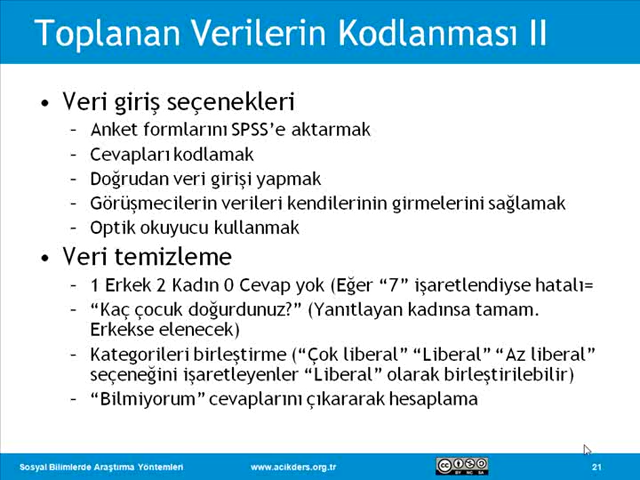 Toplanan Verilerin Kodlanması II
• Veri giriş seçenekleri
– Anket formlarını SPSS’e aktarmak
– Cevapları kodlamak
– Doğrudan veri girişi yapmak
– Görüşmecilerin verileri kendilerinin girmelerini sağlamak
– Optik okuyucu kullanmak
• Veri temizleme
– 1 Erkek 2 Kadın 0 Cevap yok (Eğer “7” işaretlendiyse hatalı=
– “Kaç çocuk doğurdunuz?” (Yanıtlayan kadınsa tamam.
Erkekse elenecek)
– Kategorileri birleştirme (“Çok liberal” “Liberal” “Az liberal”
seçeneğini işaretleyenler “Liberal” olarak birleştirilebilir)
– “Bilmiyorum” cevaplarını çıkararak hesaplama
Sosyal Bilimlerde Araştırma Yöntemleri www.acikders.org.tr 21
BY NC SA